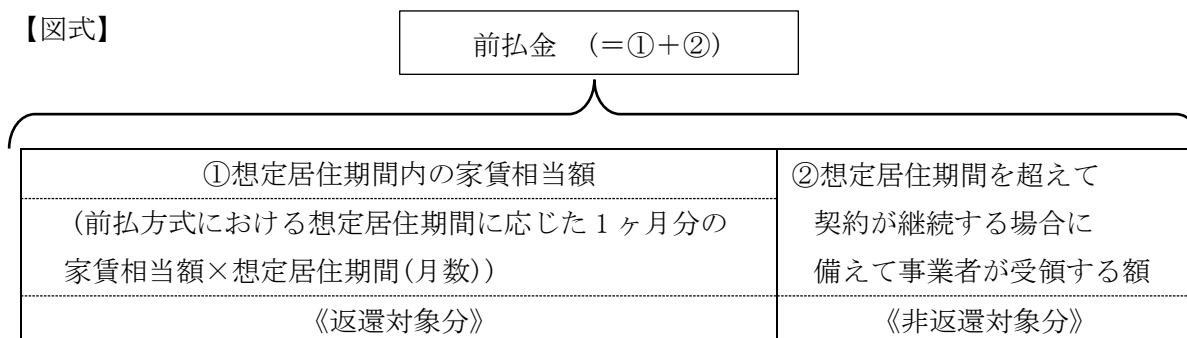 【図式】
前払金　(＝①＋②)
①想定居住期間内の家賃相当額
(前払方式における想定居住期間に応じた１ヶ月分の
家賃相当額×想定居住期間(月数))
《返還対象分》
②想定居住期間を超えて
契約が継続する場合に
備えて事業者が受領する額
《非返還対象分》